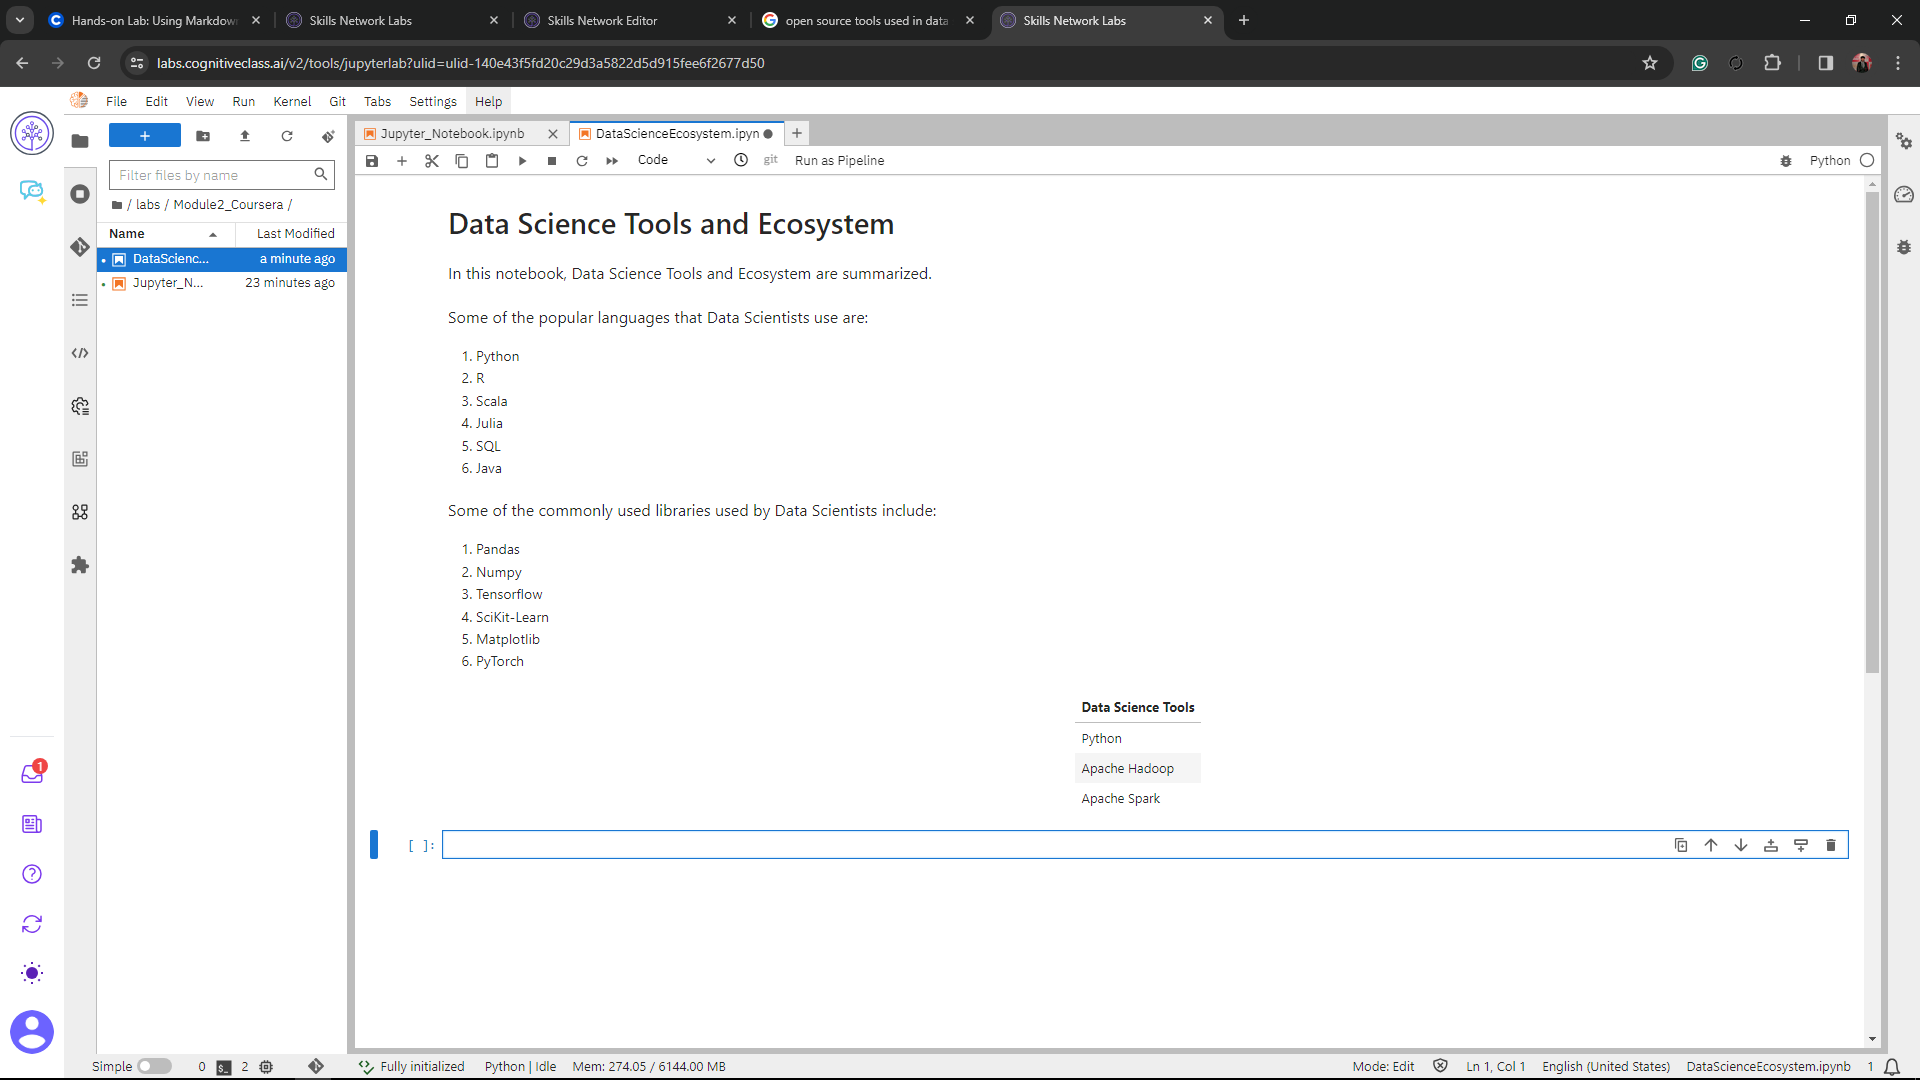 Hands-on Lab: Using Markdown
Skills Network Labs
Skills Network Editor
open source tools used in data
Skills Network Labs
labs.cognitiveclass.ai/v2/tools/jupyterlab?ulid=ulid-140e43f5fd20c29d3a5822d5d915fee6f2677d50
File Edit View Run Kernel Git Tabs Settings Help
Jupyter_Notebook.ipynb
DataScienceEcosystem.ipyn
Code
git
Run as Pipeline
Python
Filter files by name
/ labs / Module2_Coursera /
Name Last Modified
DataScienc... a minute ago
Jupyter_N... 23 minutes ago
Data Science Tools and Ecosystem
In this notebook, Data Science Tools and Ecosystem are summarized.
Some of the popular languages that Data Scientists use are:
1. Python
2. R
3. Scala
4. Julia
5. SQL
6. Java
Some of the commonly used libraries used by Data Scientists include:
1. Pandas
2. Numpy
3. Tensorflow
4. SciKit-Learn
5. Matplotlib
6. PyTorch
Data Science Tools
Python
Apache Hadoop
Apache Spark
[ ]:
1
Simple 0 2 Fully initialized Python | Idle Mem: 274.05 / 6144.00 MB Mode: Edit Ln 1, Col 1 English (United States) DataScienceEcosystem.ipynb 1